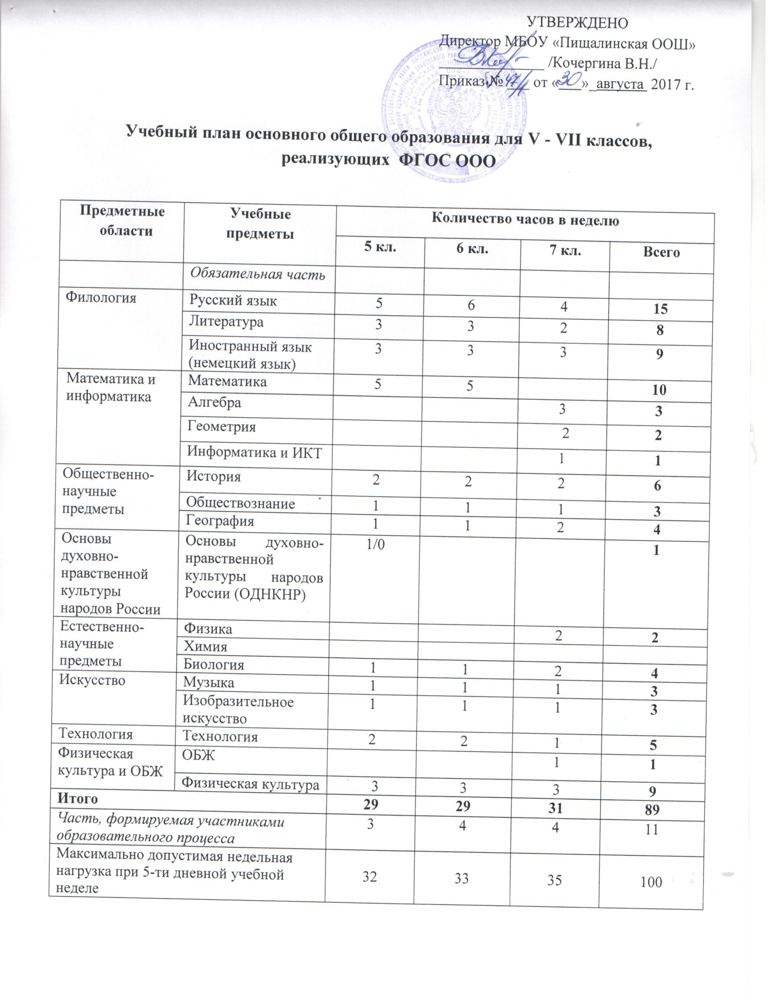 УТВЕРЖДЕНО
Директор МБОУ «Пищалинская ООШ»
/Кочергина В.Н./
Приказ № 47/1 от «30» августа 2017 г.
Учебный план основного общего образования для V - VII классов,
реализующих ФГОС ООО
Предметные области Учебные предметы Количество часов в неделю
5 кл. 6 кл. 7 кл. Всего
Обязательная часть
Филология Русский язык 5 6 4 15
Литература 3 3 2 8
Иностранный язык (немецкий язык) 3 3 3 9
Математика и информатика Математика 5 5 10
Алгебра 3 3
Геометрия 2 2
Информатика и ИКТ 1 1
Общественно-научные предметы История 2 2 2 6
Обществознание 1 1 1 3
География 1 1 2 4
Основы духовно-нравственной культуры народов России Основы духовно-нравственной культуры народов России (ОДНКНР) 1/0 1
Естественно-научные предметы Физика 2 2
Химия
Биология 1 1 2 4
Искусство Музыка 1 1 1 3
Изобразительное искусство 1 1 1 3
Технология Технология 2 2 1 5
Физическая культура и ОБЖ ОБЖ 1 1
Физическая культура 3 3 3 9
Итого 29 29 31 89
Часть, формируемая участниками образовательного процесса 3 4 4 11
Максимально допустимая недельная нагрузка при 5-ти дневной учебной неделе 32 33 35 100